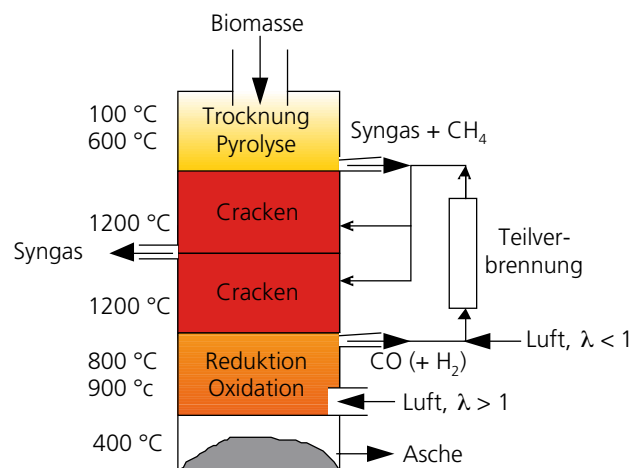 Biomasse
100 °C
600 °C
Trocknung
Pyrolyse
Syngas + CH₄
1200 °C
Cracken
Syngas
Teilver-
brennung
1200 °C
Cracken
800 °C
900 °c
Reduktion
Oxidation
CO (+ H₂)
Luft, λ < 1
Luft, λ > 1
400 °C
Asche